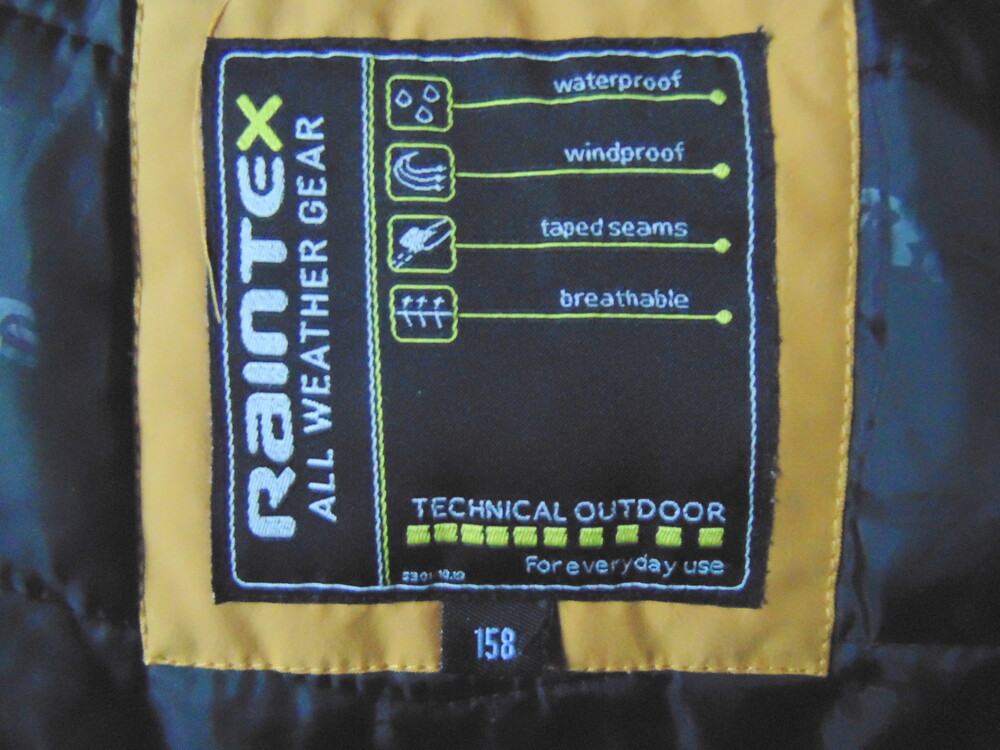 RaintEX
ALL WEATHER GEAR
waterproof
windproof
taped seams
breathable
TECHNICAL OUTDOOR
For everyday use
158